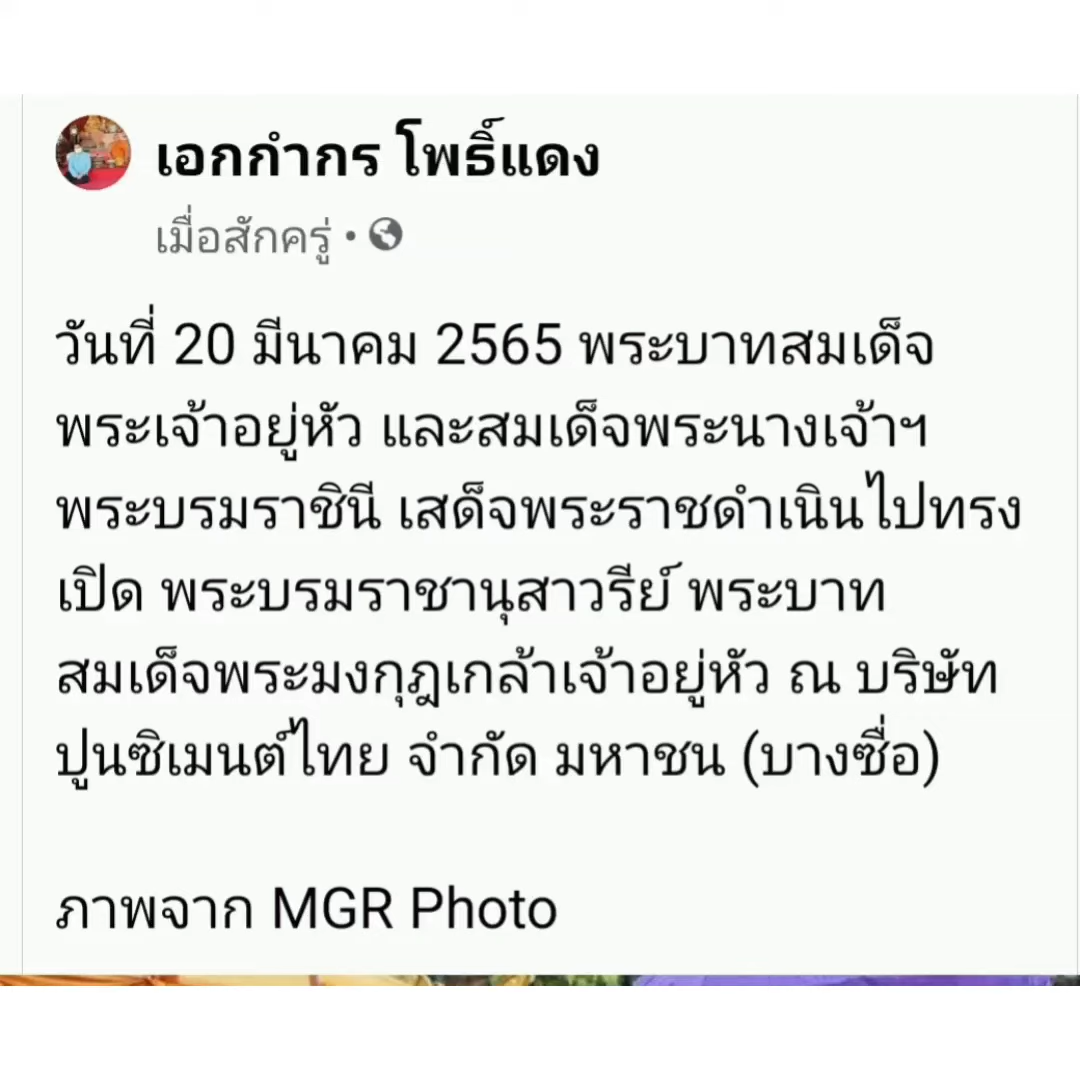 เอกกำกร โพธิ์แดง
เมื่อสักครู่ •
วันที่ 20 มีนาคม 2565 พระบาทสมเด็จ
พระเจ้าอยู่หัว และสมเด็จพระนางเจ้าฯ
พระบรมราชินี เสด็จพระราชดำเนินไปทรง
เปิด พระบรมราชานุสาวรีย์ พระบาท
สมเด็จพระมงกุฎเกล้าเจ้าอยู่หัว ณ บริษัท
ปูนซิเมนต์ไทย จำกัด มหาชน (บางซื่อ)
ภาพจาก MGR Photo